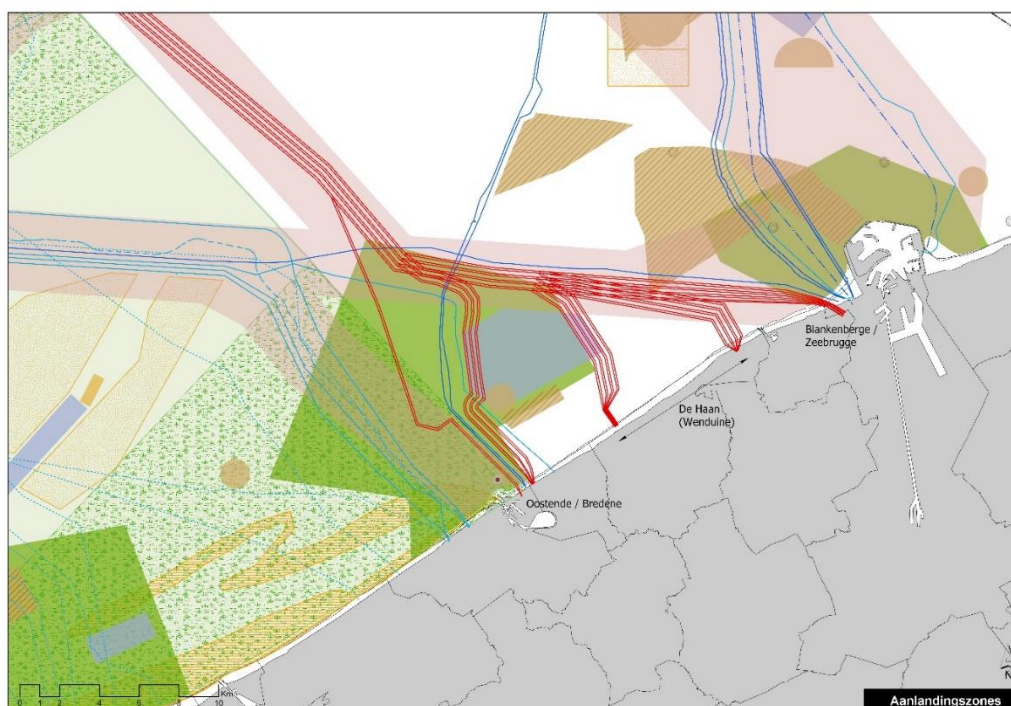 Blankenberge /
Zeebrugge
De Haan
(Wenduine)
Oostende / Bredene
0 1 2 4 6 8 10 Km
N
Aanlandingszones